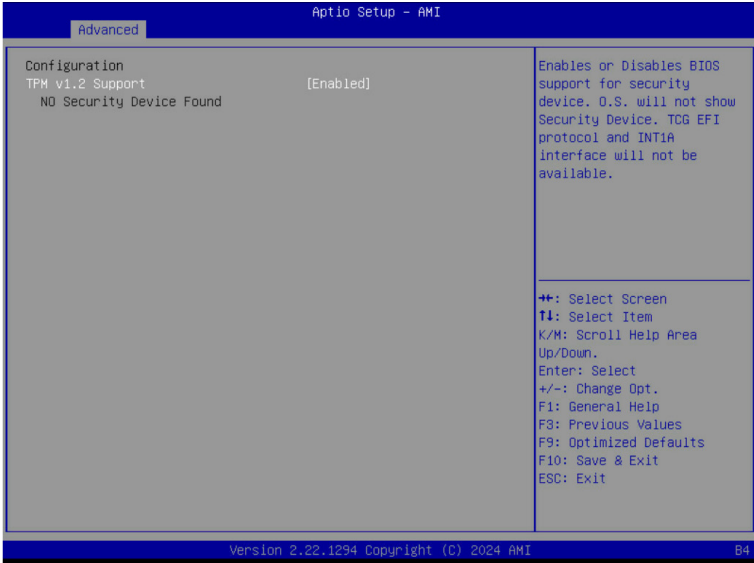 Aptio Setup - AMI
Advanced
Configuration
TPM v1.2 Support [Enabled]
NO Security Device Found
Enables or Disables BIOS
support for security
device. O.S. will not show
Security Device. TCG EFI
protocol and INT1A
interface will not be
available.
→←: Select Screen
↑↓: Select Item
K/M: Scroll Help Area
Up/Down.
Enter: Select
+/-: Change Opt.
F1: General Help
F3: Previous Values
F9: Optimized Defaults
F10: Save & Exit
ESC: Exit
Version 2.22.1294 Copyright (C) 2024 AMI
B4